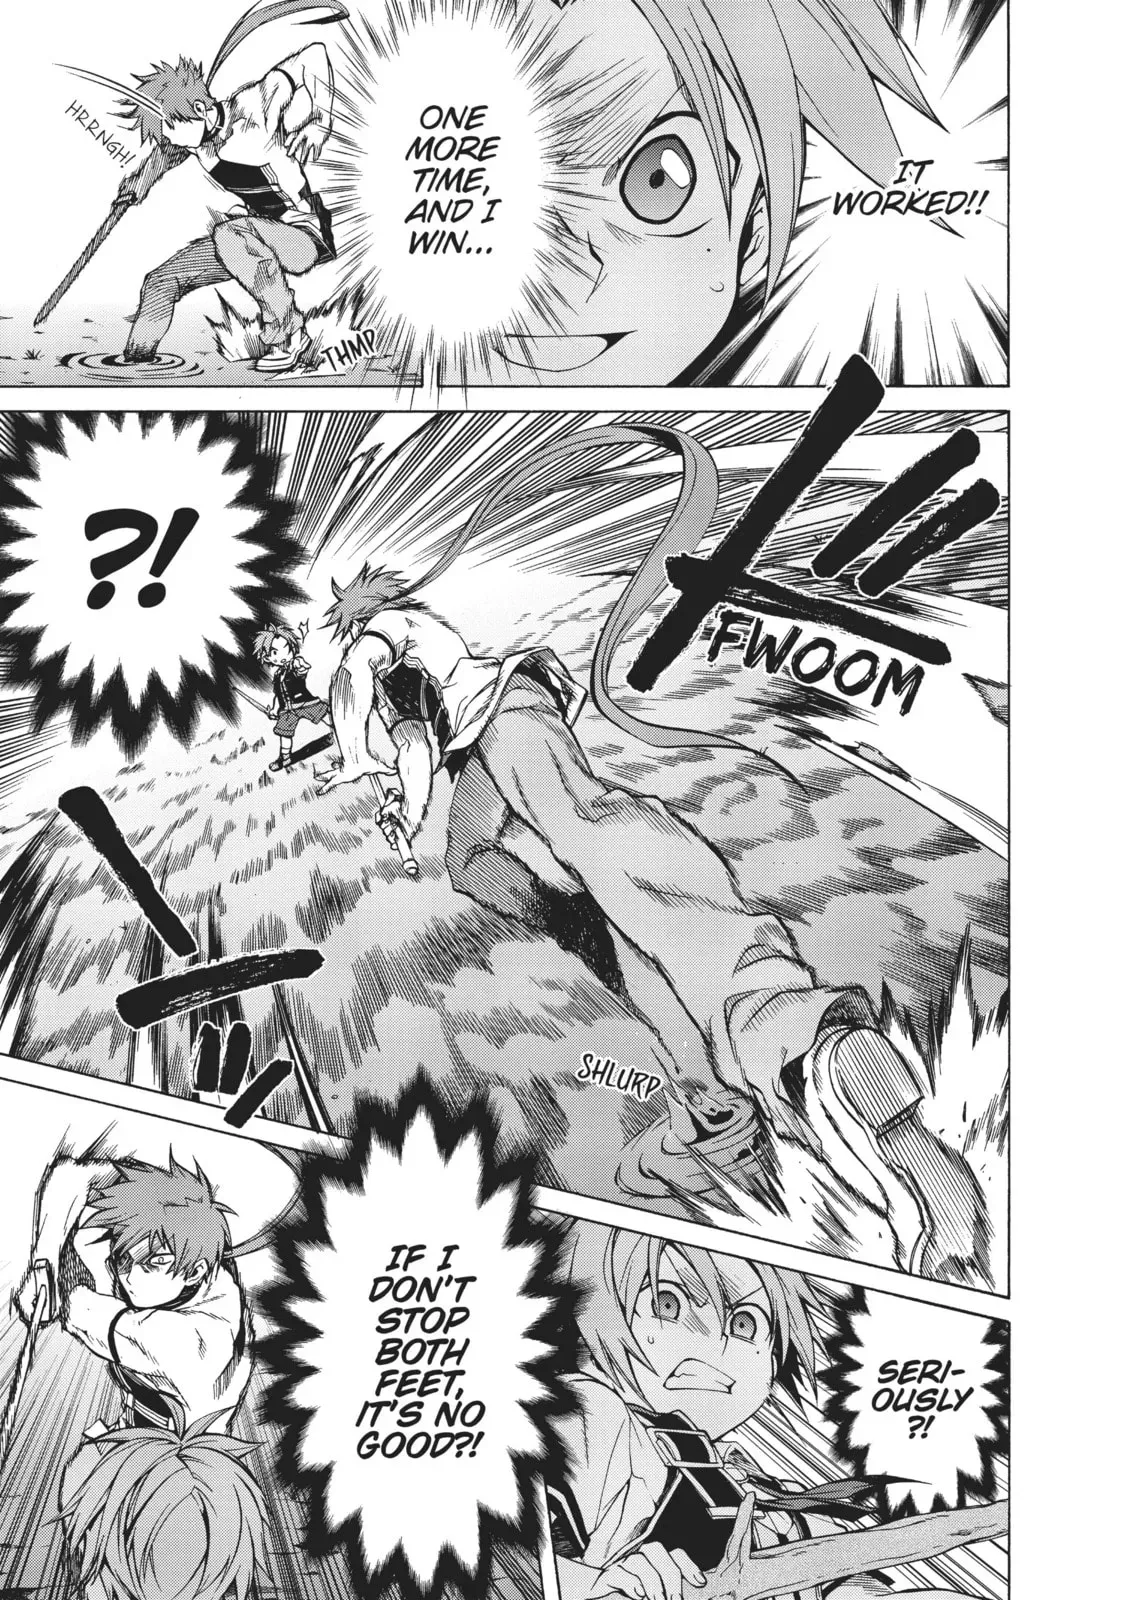 IT
WORKED!!
ONE
MORE
TIME,
AND I
WIN...
HRRNGH!
THMP
FWOOM
?!
SHLURP
SERI-
OUSLY
?!
IF I
DON'T
STOP
BOTH
FEET,
IT'S NO
GOOD?!